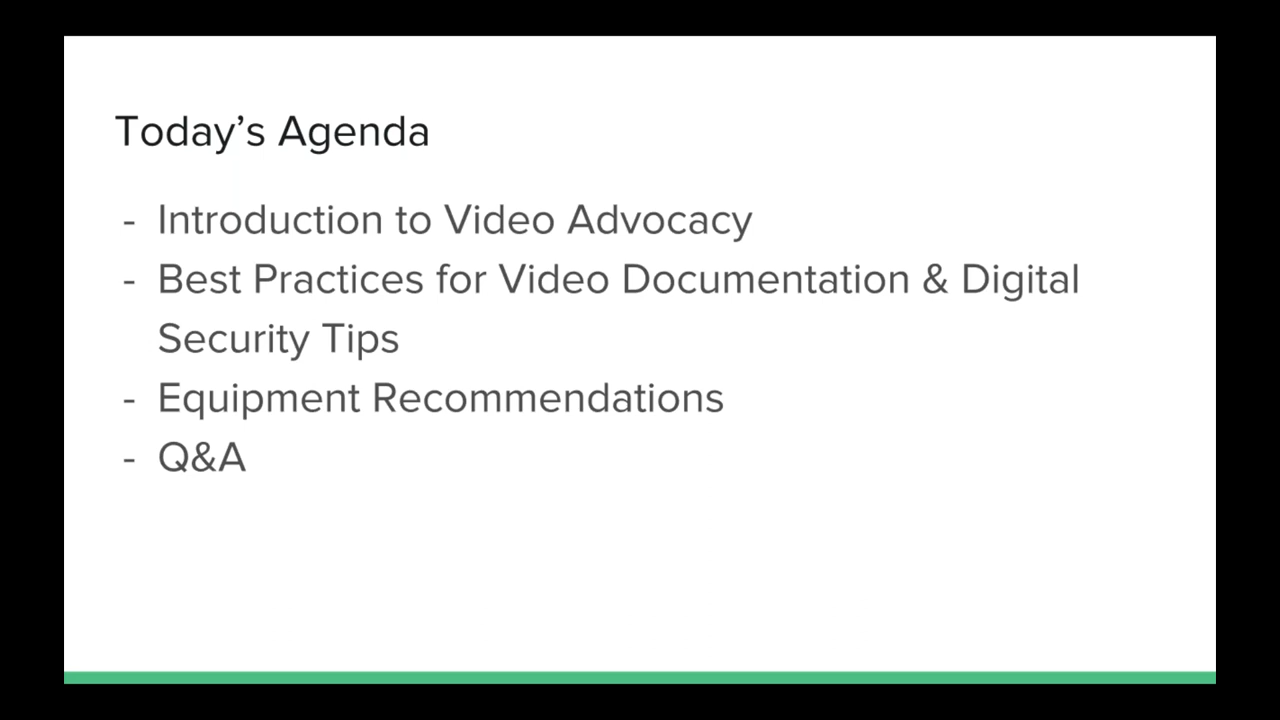 Today’s Agenda
- Introduction to Video Advocacy
- Best Practices for Video Documentation & Digital
Security Tips
- Equipment Recommendations
- Q&A